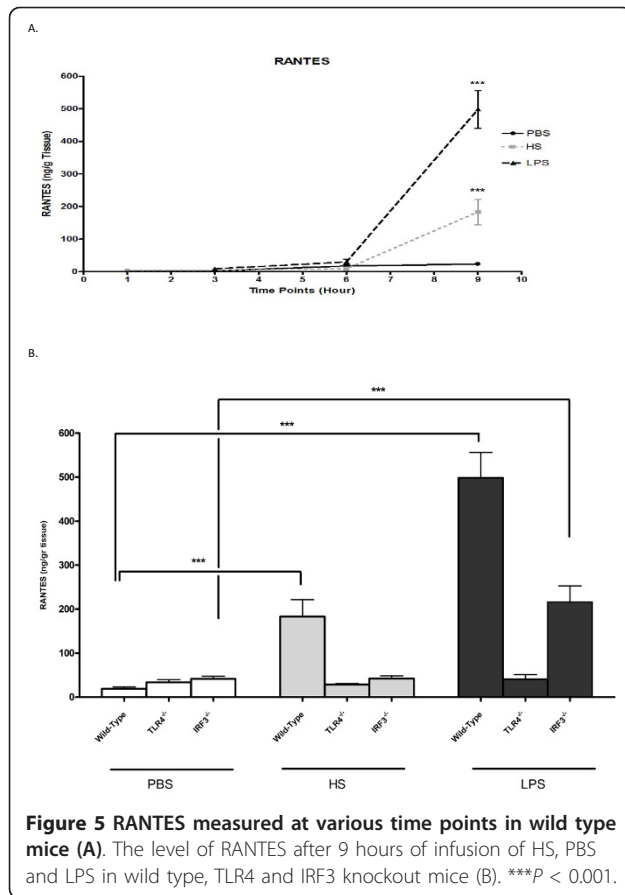 A.
RANTES
600
500
400
300
200
100
0
RANTES (ng/g Tissue)
***
***
PBS
HS
LPS
0 1 2 3 4 5 6 7 8 9 10
Time Points (Hour)
B.
***
***
***
600
500
400
300
200
100
0
RANTES (ng/gr tissue)
Wild-Type TLR4-/- IRF3-/- Wild-Type TLR4-/- IRF3-/- Wild-Type TLR4-/- IRF3-/-
PBS HS LPS
Figure 5 RANTES measured at various time points in wild type
mice (A). The level of RANTES after 9 hours of infusion of HS, PBS
and LPS in wild type, TLR4 and IRF3 knockout mice (B). ***P < 0.001.